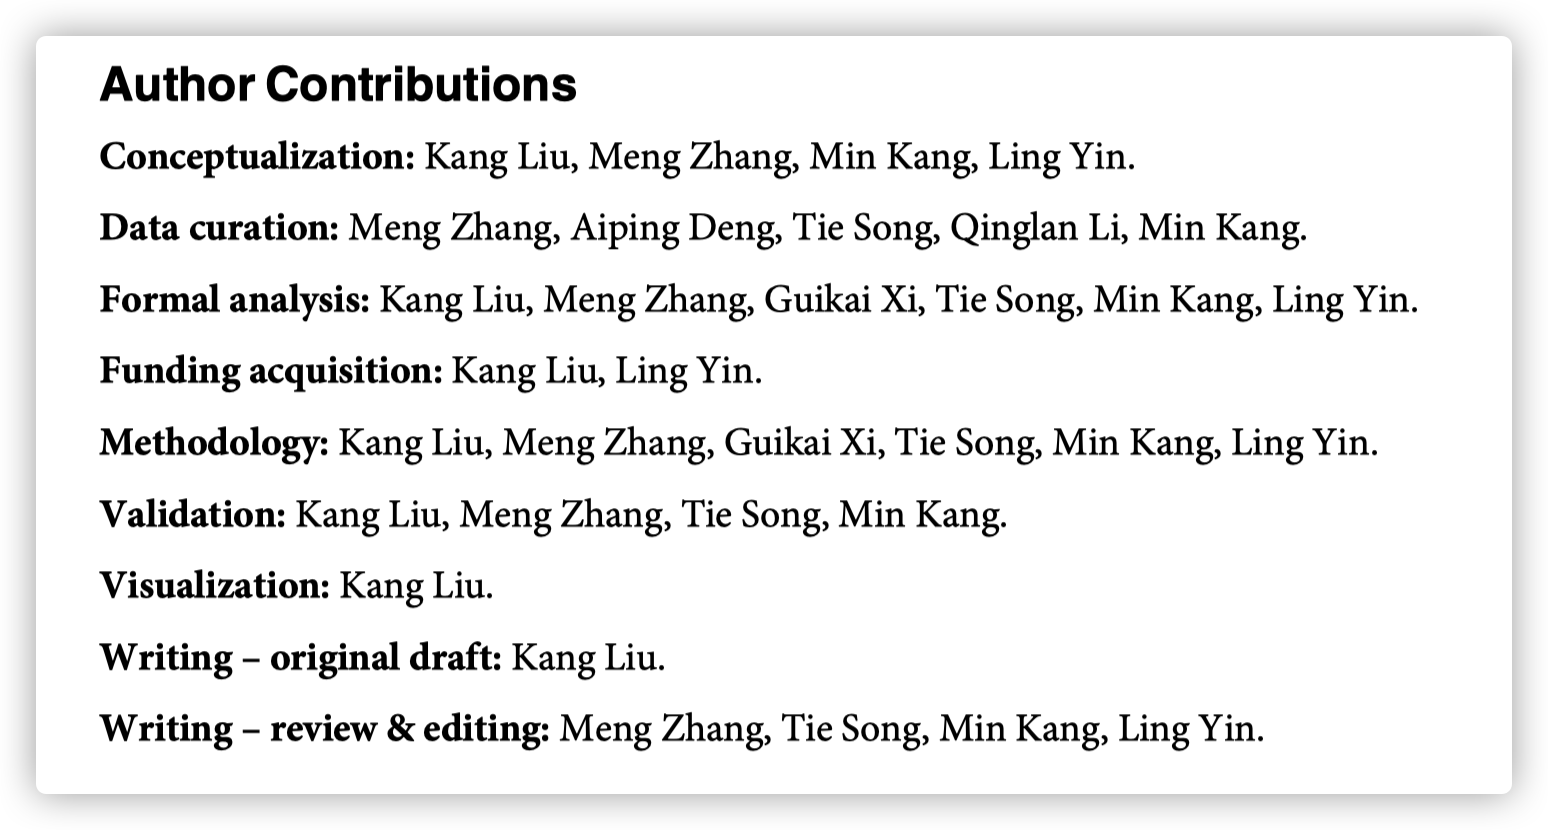 Author Contributions
Conceptualization: Kang Liu, Meng Zhang, Min Kang, Ling Yin.
Data curation: Meng Zhang, Aiping Deng, Tie Song, Qinglan Li, Min Kang.
Formal analysis: Kang Liu, Meng Zhang, Guikai Xi, Tie Song, Min Kang, Ling Yin.
Funding acquisition: Kang Liu, Ling Yin.
Methodology: Kang Liu, Meng Zhang, Guikai Xi, Tie Song, Min Kang, Ling Yin.
Validation: Kang Liu, Meng Zhang, Tie Song, Min Kang.
Visualization: Kang Liu.
Writing – original draft: Kang Liu.
Writing – review & editing: Meng Zhang, Tie Song, Min Kang, Ling Yin.